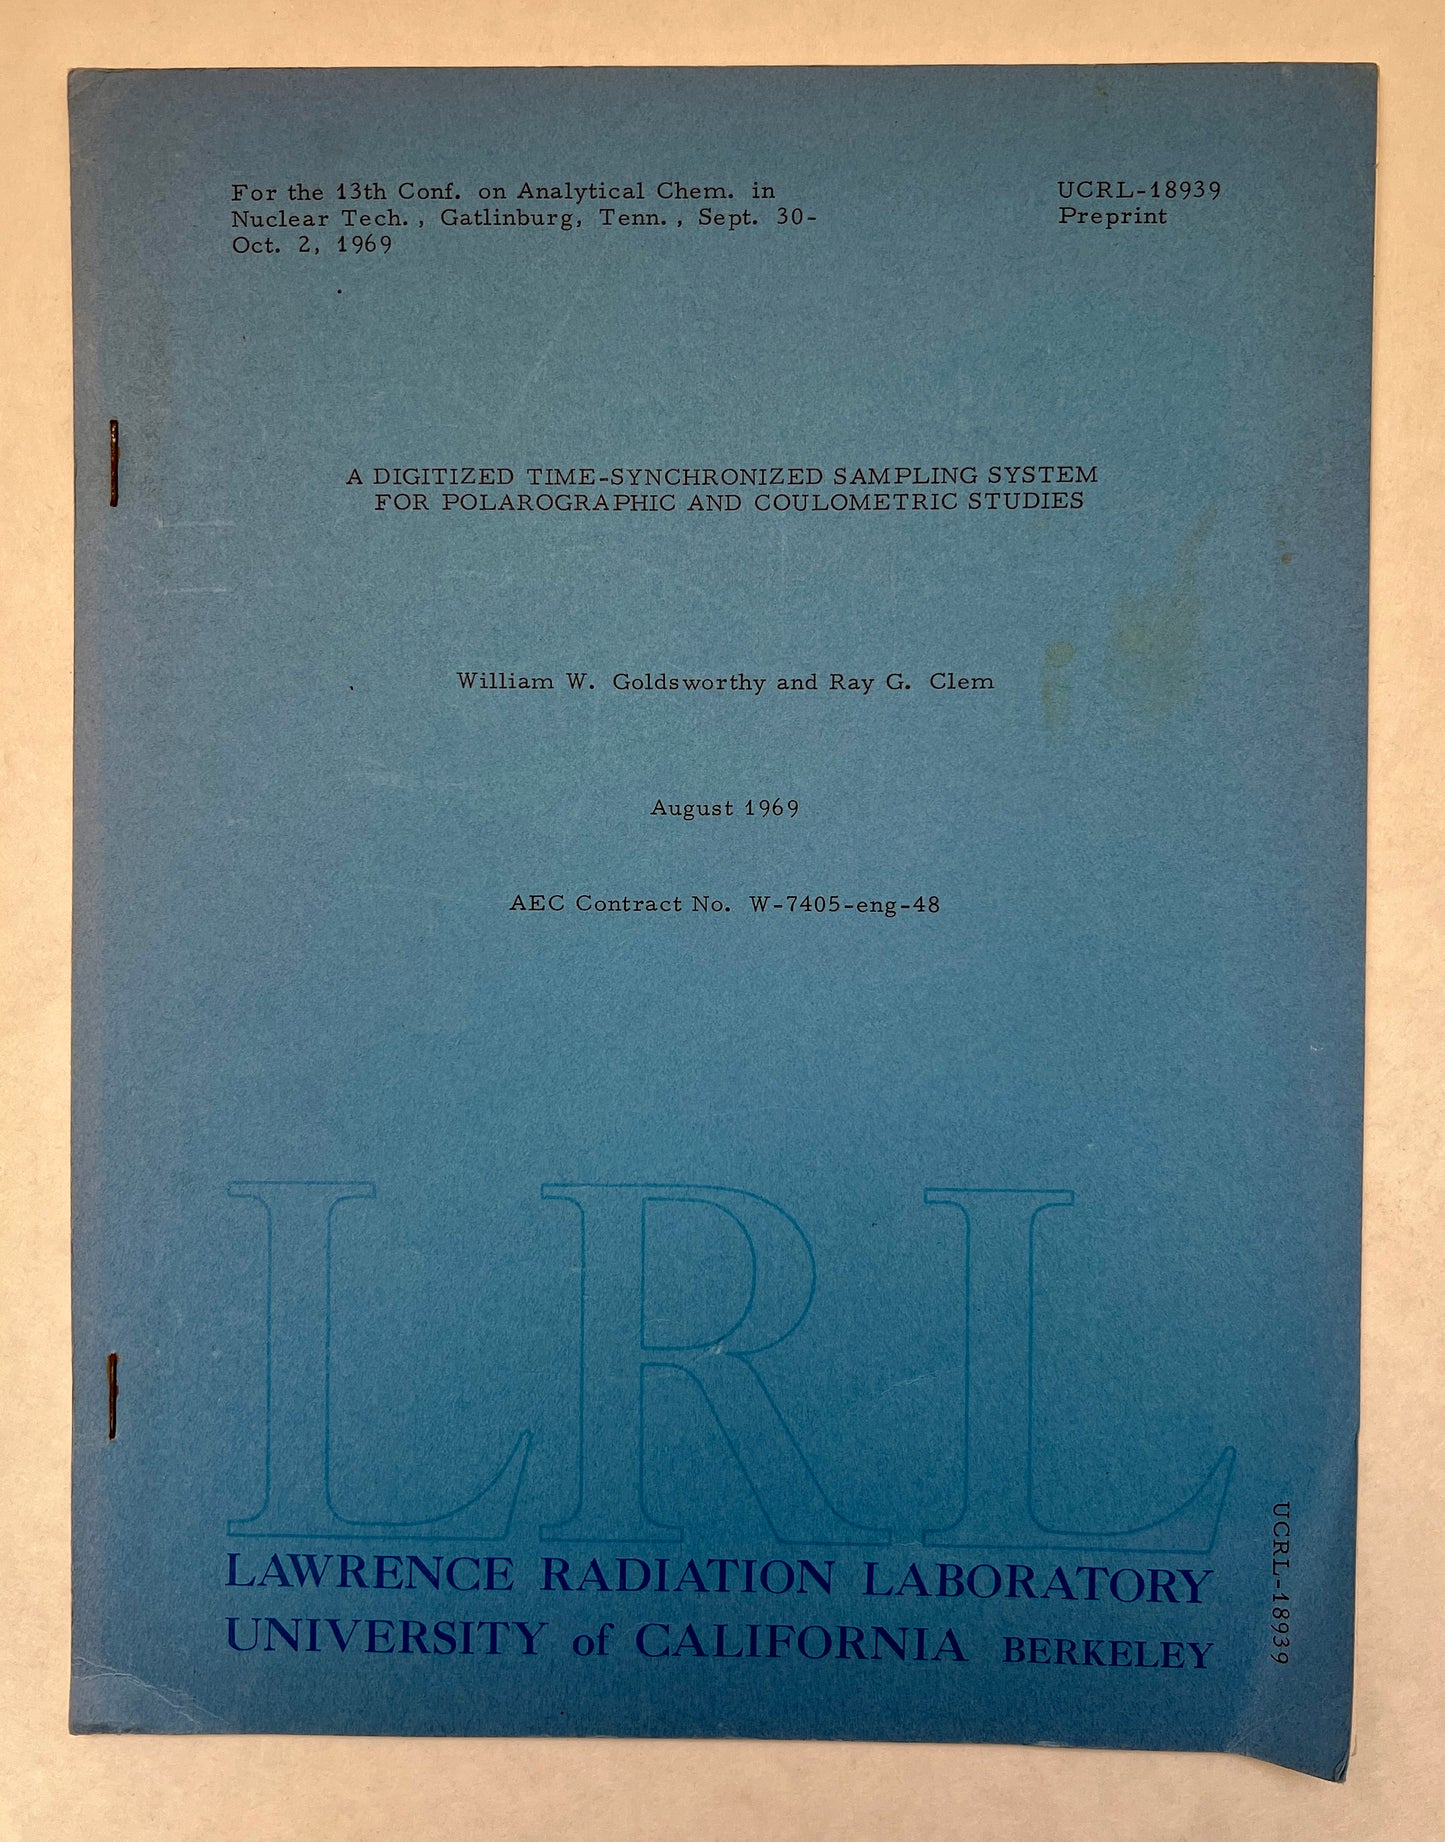 For the 13th Conf. on Analytical Chem. in
Nuclear Tech., Gatlinburg, Tenn., Sept. 30-
Oct. 2, 1969
UCRL-18939
Preprint
A DIGITIZED TIME-SYNCHRONIZED SAMPLING SYSTEM
FOR POLAROGRAPHIC AND COULOMETRIC STUDIES
William W. Goldsworthy and Ray G. Clem
August 1969
AEC Contract No. W-7405-eng-48
LRL
LAWRENCE RADIATION LABORATORY
UNIVERSITY of CALIFORNIA BERKELEY
UCRL-18939